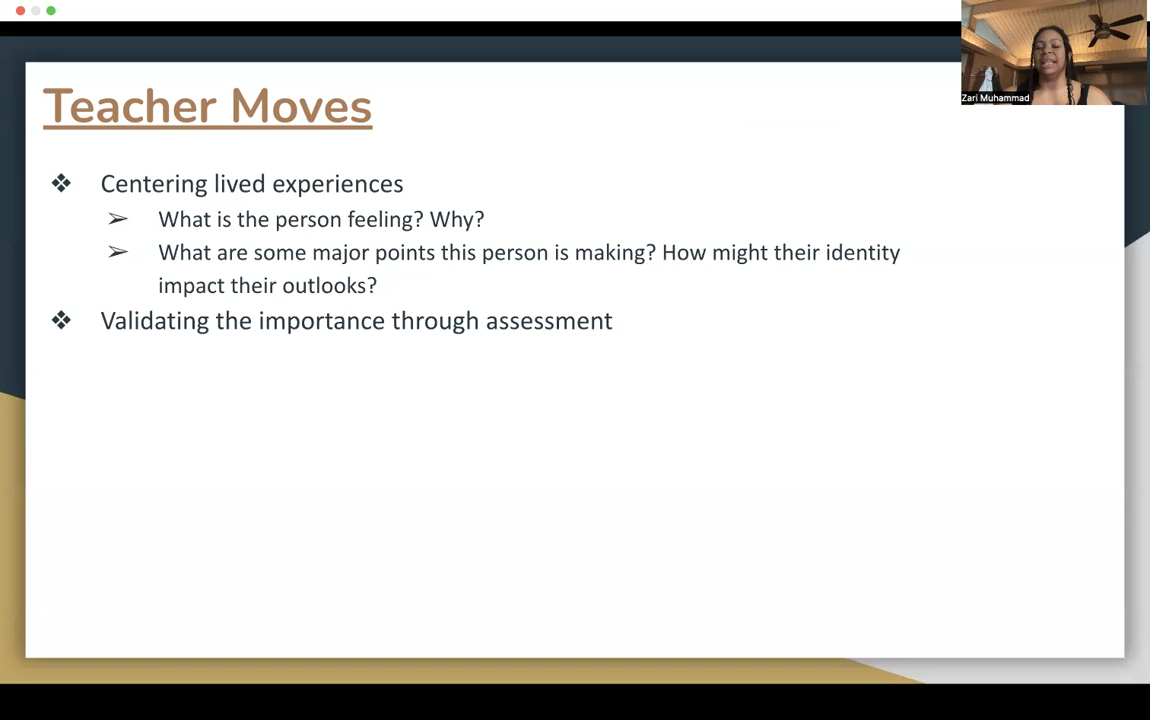 Teacher Moves
❖ Centering lived experiences
➢ What is the person feeling? Why?
➢ What are some major points this person is making? How might their identity
impact their outlooks?
❖ Validating the importance through assessment
Zari Muhammad